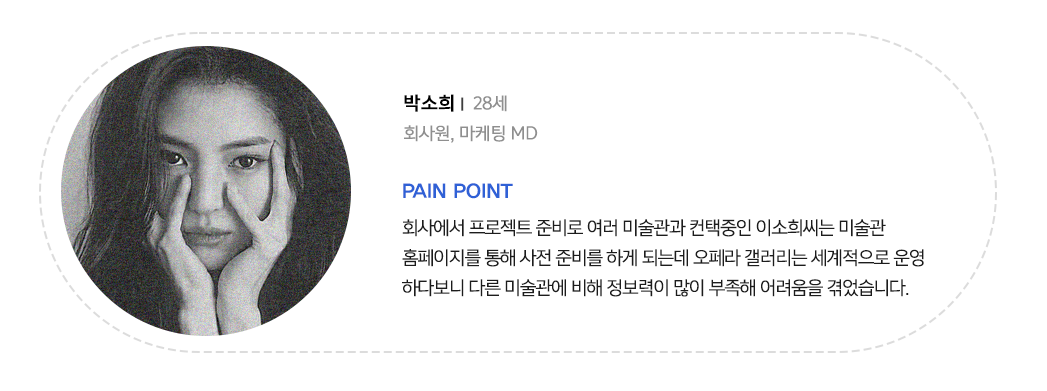 박소희 | 28세
회사원, 마케팅 MD
PAIN POINT
회사에서 프로젝트 준비로 여러 미술관과 컨택중인 이소희씨는 미술관
홈페이지를 통해 사전 준비를 하게 되는데 오페라 갤러리는 세계적으로 운영
하다보니 다른 미술관에 비해 정보력이 많이 부족해 어려움을 겪었습니다.